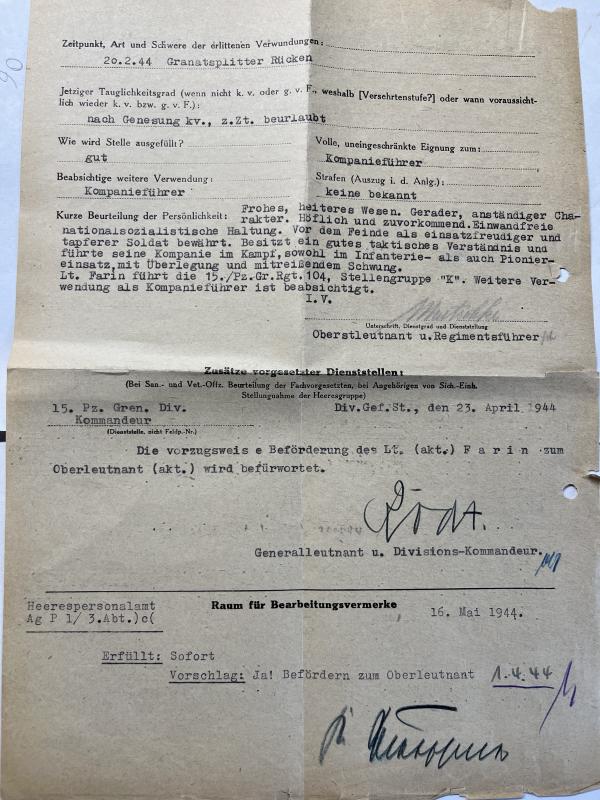 Zeitpunkt, Art und Schwere der erlittenen Verwundungen:
20.2.44 Granatsplitter Rücken
Jetziger Tauglichkeitsgrad (wenn nicht k. v. oder g. v. F., weshalb [Versehrtenstufe?] oder wann voraussicht-
lich wieder k. v. bzw. g. v. F.):
nach Genesung kv., z.Zt. beurlaubt
Wie wird Stelle ausgefüllt?
gut
Volle, uneingeschränkte Eignung zum:
Kompanieführer
Beabsichtige weitere Verwendung:
Kompanieführer
Strafen (Auszug i. d. Anlg.):
keine bekannt
Kurze Beurteilung der Persönlichkeit: Frohes, heiteres Wesen. Gerader, anständiger Cha-
rakter. Höflich und zuvorkommend.Einwandfreie
nationalsozialistische Haltung. Vor dem Feinde als einsatzfreudiger und
tapferer Soldat bewährt. Besitzt ein gutes taktisches Verständnis und
führte seine Kompanie im Kampf,sowohl im Infanterie- als auch Pionier-
einsatz,mit Überlegung und mitreißendem Schwung.
Lt. Farin führt die 15./Pz.Gr.Rgt.104, Stellengruppe "K". Weitere Ver-
wendung als Kompanieführer ist beabsichtigt.
I.V.
Unterschrift, Dienstgrad und Dienststellung
Oberstleutnant u.Regimentsführer
Zusätze vorgesetzter Dienststellen:
(Bei San.- und Vet.-Offz. Beurteilung der Fachvorgesetzten, bei Angehörigen von Sich.-Einh.
Stellungnahme der Heeresgruppe)
15. Pz. Gren. Div.
Kommandeur
(Dienststelle, nicht Feldp.-Nr.)
Div.Gef.St., den 23. April 1944
Die vorzugsweis e Beförderung des Lt. (akt.) F a r i n zum
Oberleutnant (akt.) wird befürwortet.
Rodt.
Generalleutnant u. Divisions-Kommandeur.
Heerespersonalamt
Ag P 1/ 3.Abt.)c(
Raum für Bearbeitungsvermerke
16. Mai 1944.
Erfüllt: Sofort
Vorschlag: Ja! Befördern zum Oberleutnant 1.4.44